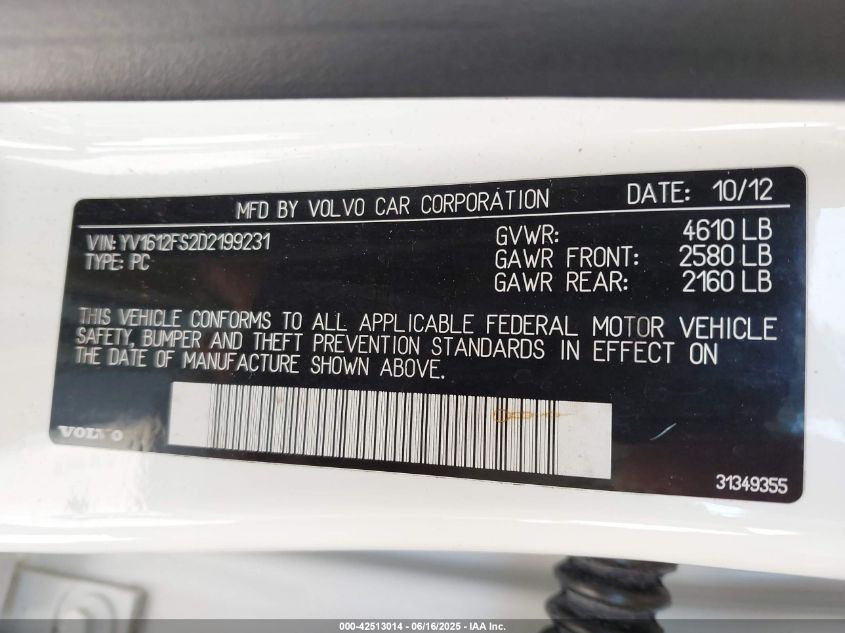 MFD BY VOLVO CAR CORPORATION DATE: 10/12
VIN: YV1612FS2D2199231
TYPE: PC
GVWR: 4610 LB
GAWR FRONT: 2580 LB
GAWR REAR: 2160 LB
THIS VEHICLE CONFORMS TO ALL APPLICABLE FEDERAL MOTOR VEHICLE
SAFETY, BUMPER AND THEFT PREVENTION STANDARDS IN EFFECT ON
THE DATE OF MANUFACTURE SHOWN ABOVE.
VOLVO
31349355
000-42513014 - 06/16/2025 - IAA Inc.